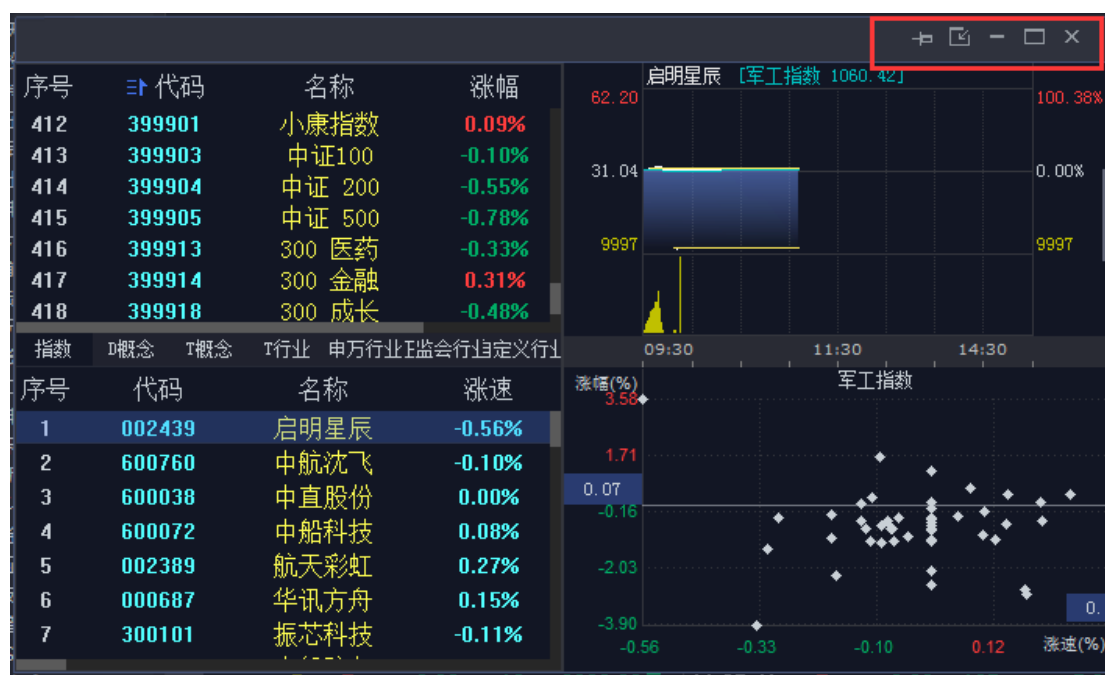 序号 代码 名称 涨幅
412 399901 小康指数 0.09%
413 399903 中证100 -0.10%
414 399904 中证 200 -0.55%
415 399905 中证 500 -0.78%
416 399913 300 医药 -0.33%
417 399914 300 金融 0.31%
418 399918 300 成长 -0.48%
指数 D概念 T概念 T行业 申万行业 监会行业 定义行业
序号 代码 名称 涨速
1 002439 启明星辰 -0.56%
2 600760 中航沈飞 -0.10%
3 600038 中直股份 0.00%
4 600072 中船科技 0.08%
5 002389 航天彩虹 0.27%
6 000687 华讯方舟 0.15%
7 300101 振芯科技 -0.11%
启明星辰 [军工指数 1060.42]
62.20 100.38%
31.04 0.00%
9997 9997
09:30 11:30 14:30
涨幅(%) 军工指数
3.58
1.71
0.07
-0.16
-2.03
0.
-3.90
-0.56 -0.33 -0.10 0.12 涨速(%)